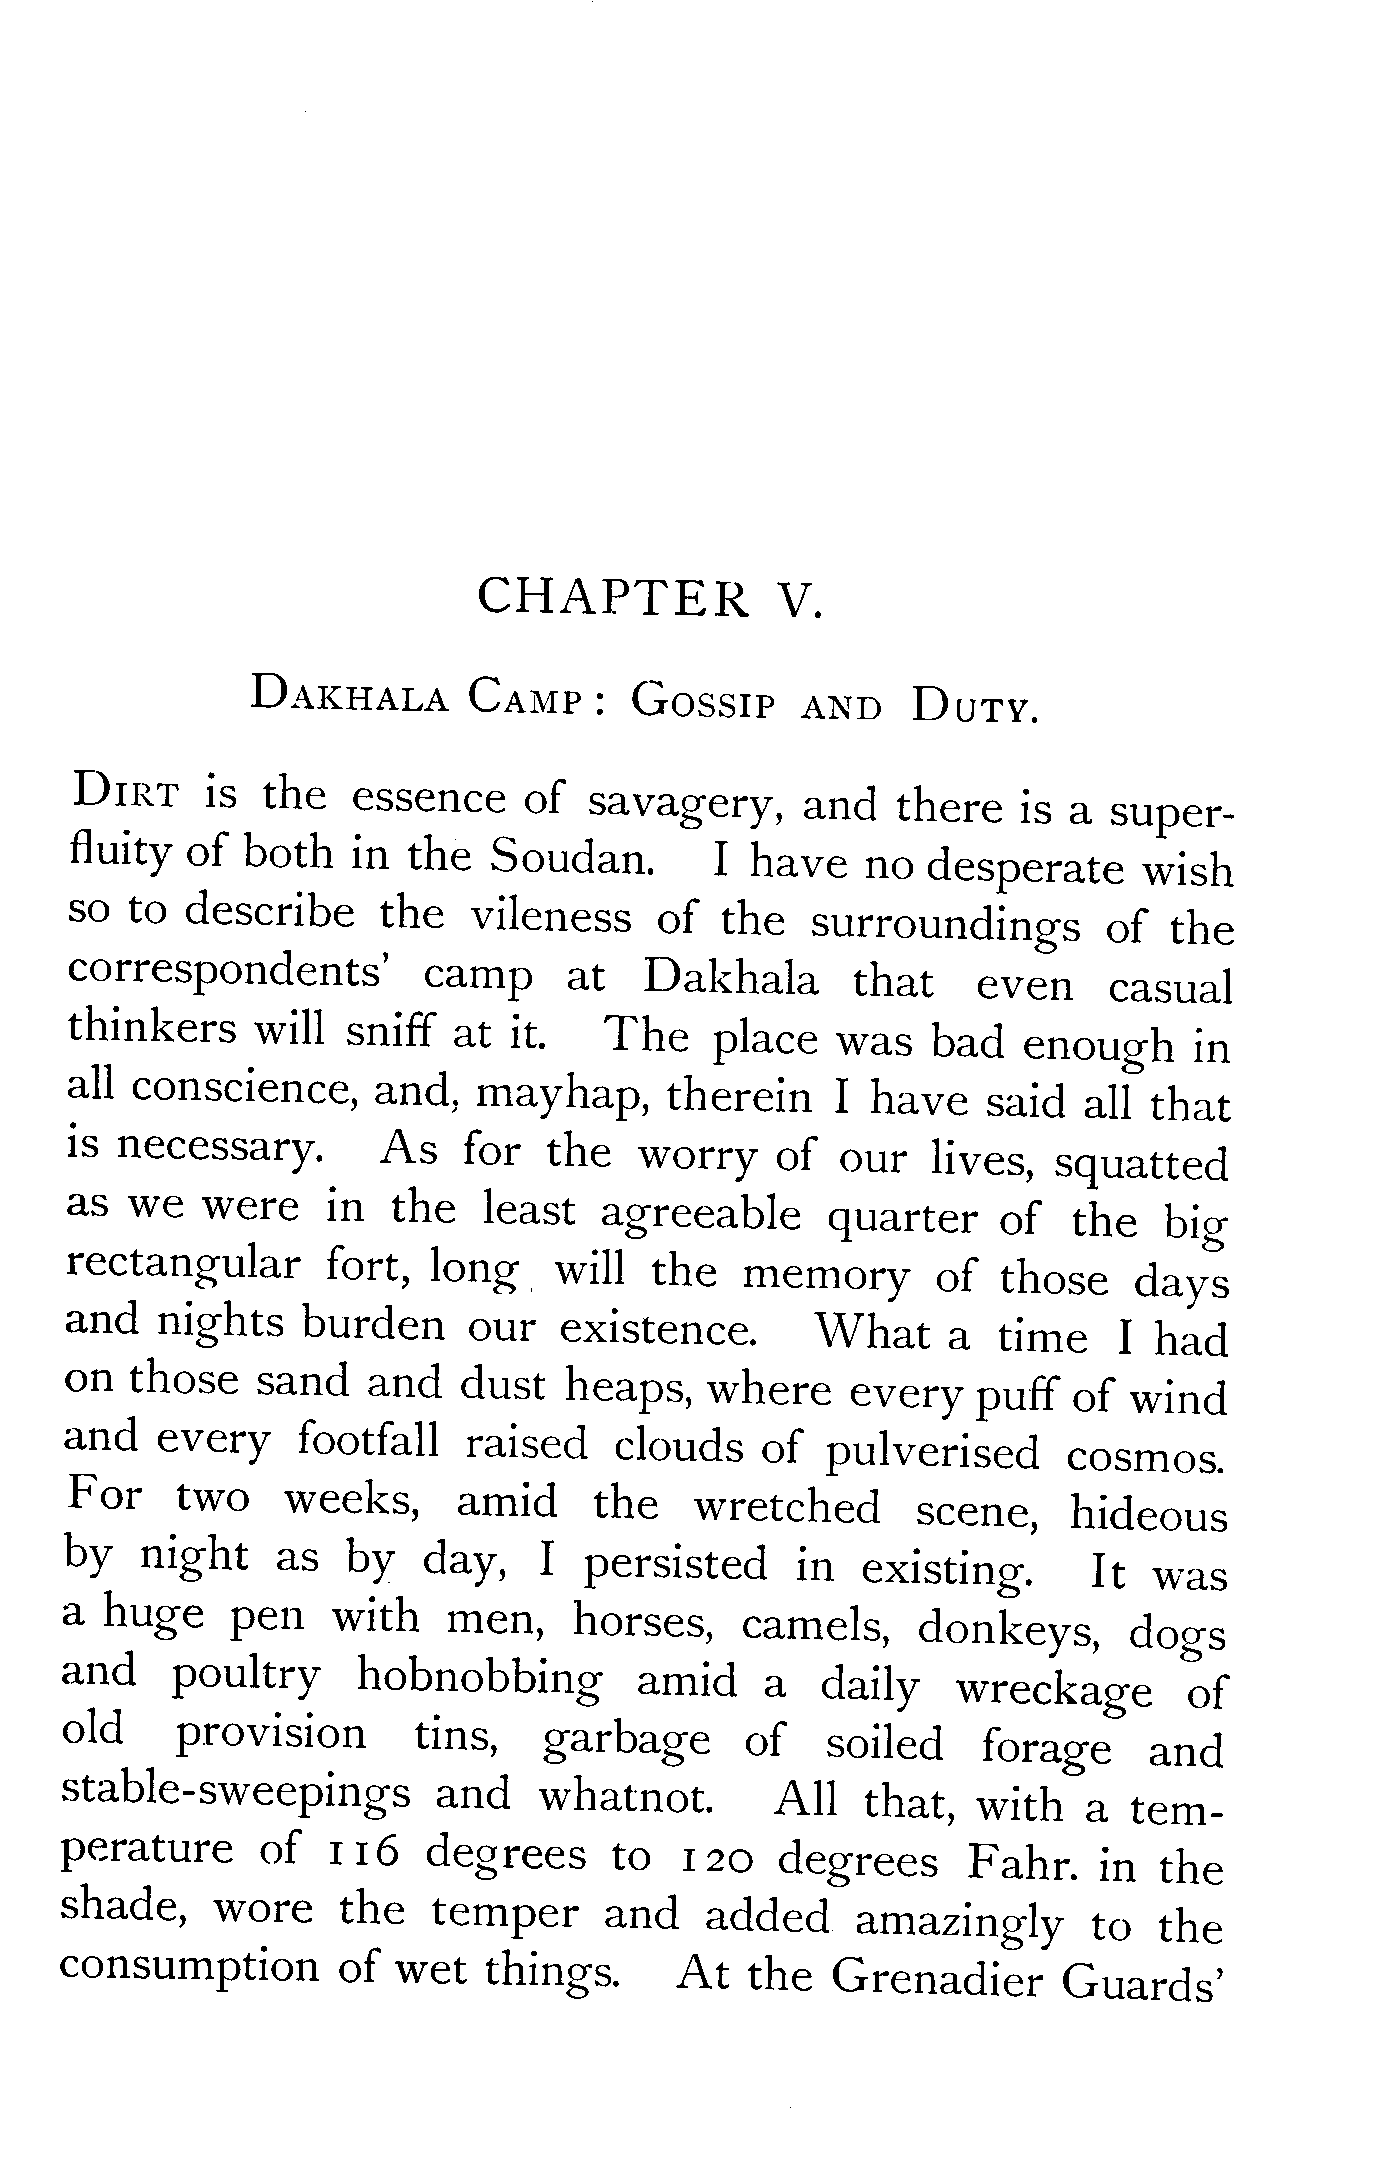 CHAPTER V.
Dakhala Camp: Gossip and Duty.
Dirt is the essence of savagery, and there is a super-
fluity of both in the Soudan. I have no desperate wish
so to describe the vileness of the surroundings of the
correspondents' camp at Dakhala that even casual
thinkers will sniff at it. The place was bad enough in
all conscience, and, mayhap, therein I have said all that
is necessary. As for the worry of our lives, squatted
as we were in the least agreeable quarter of the big
rectangular fort, long will the memory of those days
and nights burden our existence. What a time I had
on those sand and dust heaps, where every puff of wind
and every footfall raised clouds of pulverised cosmos.
For two weeks, amid the wretched scene, hideous
by night as by day, I persisted in existing. It was
a huge pen with men, horses, camels, donkeys, dogs
and poultry hobnobbing amid a daily wreckage of
old provision tins, garbage of soiled forage and
stable-sweepings and whatnot. All that, with a tem-
perature of 116 degrees to 120 degrees Fahr. in the
shade, wore the temper and added amazingly to the
consumption of wet things. At the Grenadier Guards'